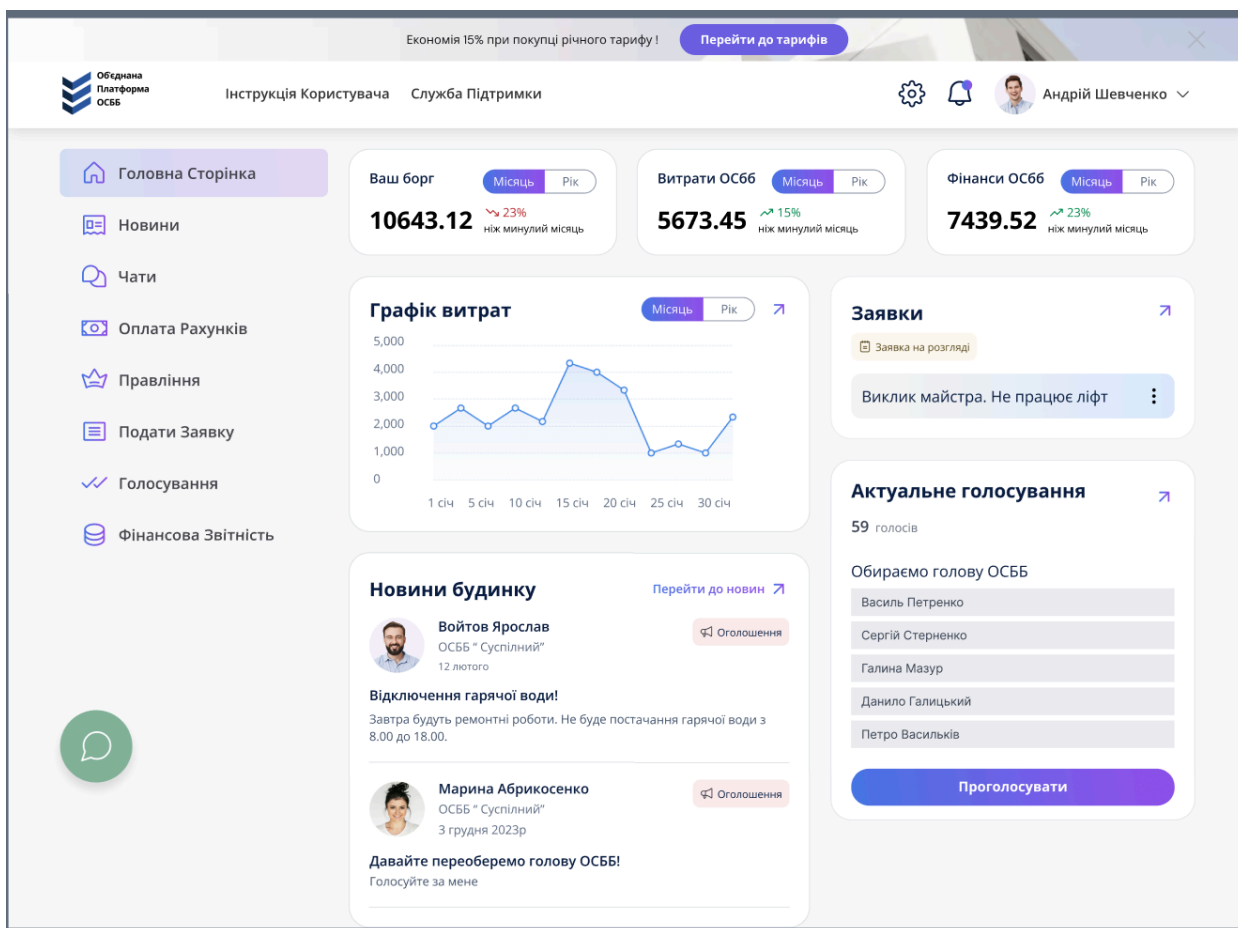 Економія 15% при покупці річного тарифу !
Перейти до тарифів
Об'єднана
Платформа
ОСББ
Інструкція Користувача
Служба Підтримки
Андрій Шевченко
Головна Сторінка
Новини
Чати
Оплата Рахунків
Правління
Подати Заявку
Голосування
Фінансова Звітність
Ваш борг
Місяць
Рік
10643.12
23%
ніж минулий місяць
Витрати ОСбб
Місяць
Рік
5673.45
15%
ніж минулий місяць
Фінанси ОСбб
Місяць
Рік
7439.52
23%
ніж минулий місяць
Графік витрат
Місяць
Рік
5,000
4,000
3,000
2,000
1,000
0
1 січ 5 січ 10 січ 15 січ 20 січ 25 січ 30 січ
Заявки
Заявка на розгляді
Виклик майстра. Не працює ліфт
Актуальне голосування
59 голосів
Обираємо голову ОСББ
Василь Петренко
Сергій Стерненко
Галина Мазур
Данило Галицький
Петро Васильків
Проголосувати
Новини будинку
Перейти до новин
Войтов Ярослав
ОСББ " Суспілний"
12 лютого
Оголошення
Відключення гарячої води!
Завтра будуть ремонтні роботи. Не буде постачання гарячої води з
8.00 до 18.00.
Марина Абрикосенко
ОСББ " Суспілний"
3 грудня 2023р
Оголошення
Давайте переоберемо голову ОСББ!
Голосуйте за мене